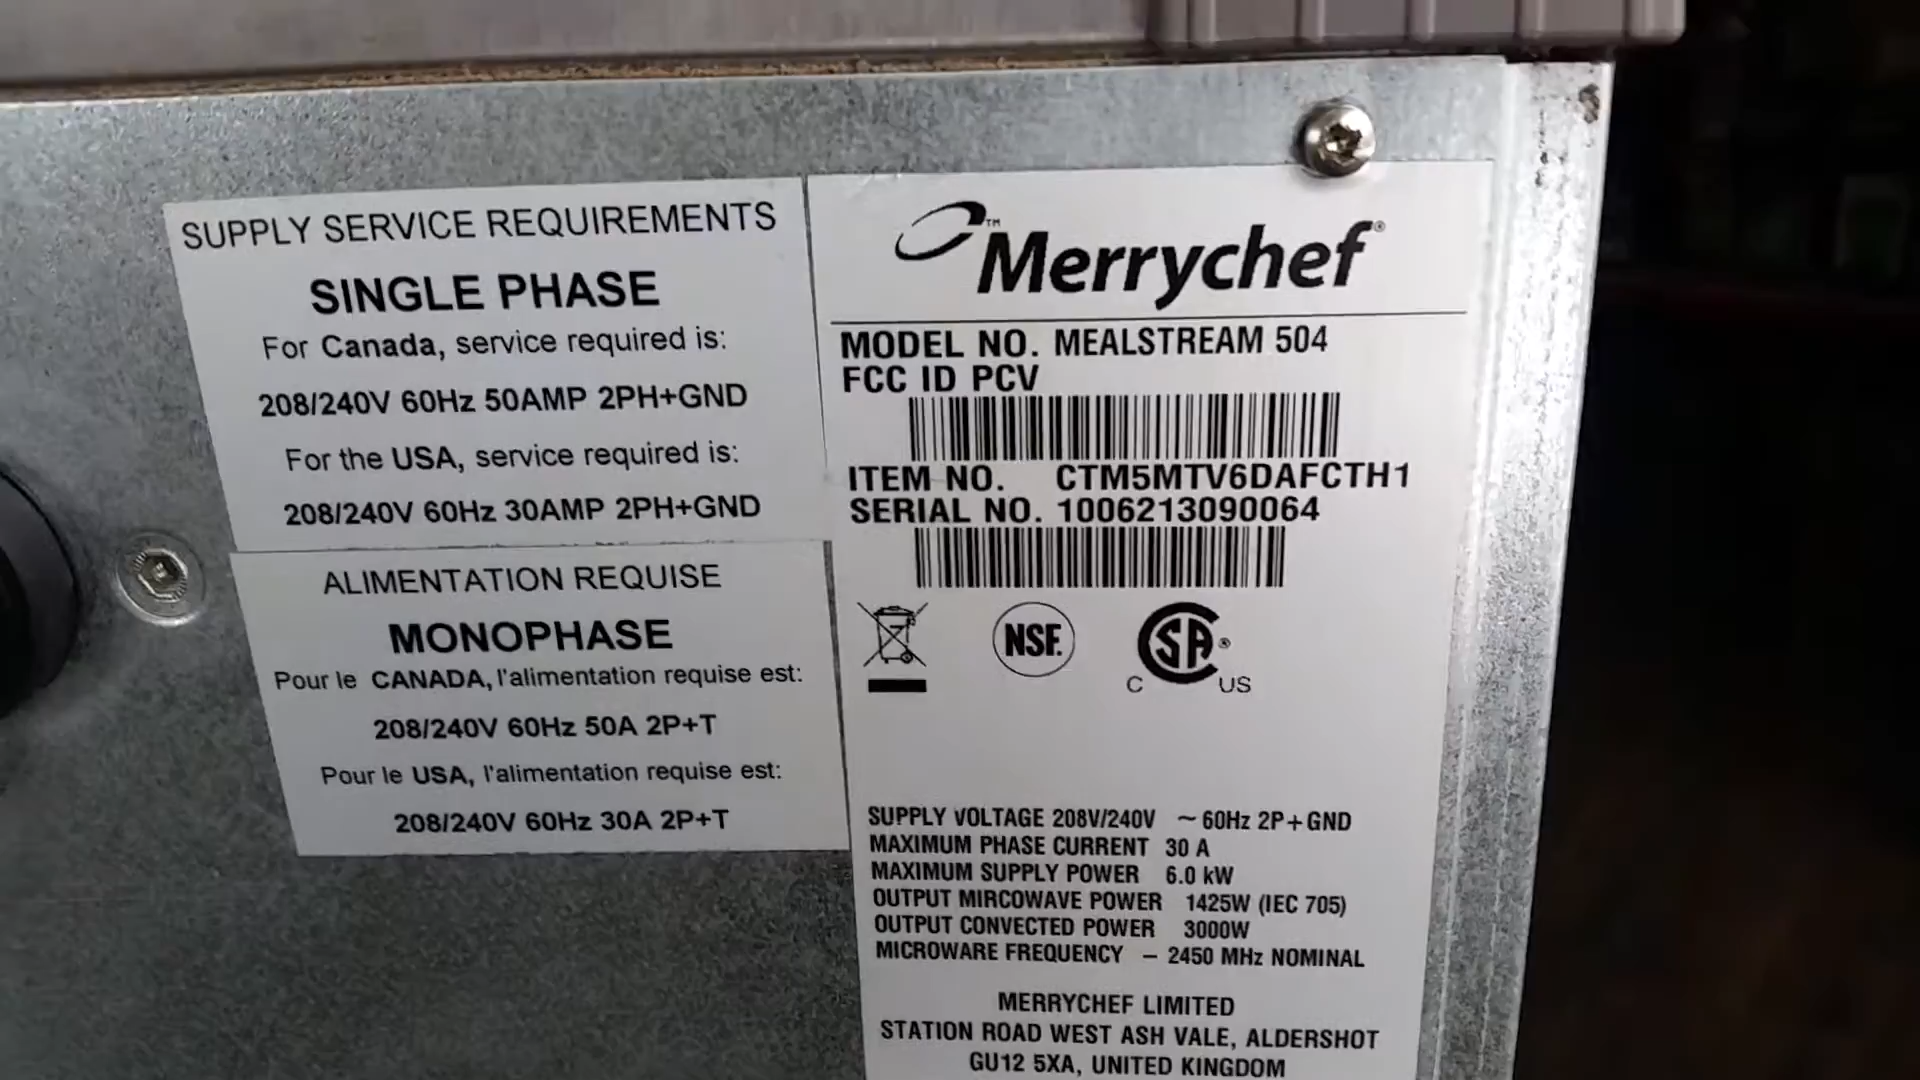 SUPPLY SERVICE REQUIREMENTS
SINGLE PHASE
For Canada, service required is:
208/240V 60Hz 50AMP 2PH+GND
For the USA, service required is:
208/240V 60Hz 30AMP 2PH+GND
ALIMENTATION REQUISE
MONOPHASE
Pour le CANADA, l'alimentation requise est:
208/240V 60Hz 50A 2P+T
Pour le USA, l'alimentation requise est:
208/240V 60Hz 30A 2P+T
™Merrychef®
MODEL NO. MEALSTREAM 504
FCC ID PCV
ITEM NO. CTM5MTV6DAFCTH1
SERIAL NO. 1006213090064
NSF.
SA®
C US
SUPPLY VOLTAGE 208V/240V ~ 60Hz 2P+GND
MAXIMUM PHASE CURRENT 30 A
MAXIMUM SUPPLY POWER 6.0 kW
OUTPUT MIRCOWAVE POWER 1425W (IEC 705)
OUTPUT CONVECTED POWER 3000W
MICROWARE FREQUENCY – 2450 MHz NOMINAL
MERRYCHEF LIMITED
STATION ROAD WEST ASH VALE, ALDERSHOT
GU12 5XA, UNITED KINGDOM